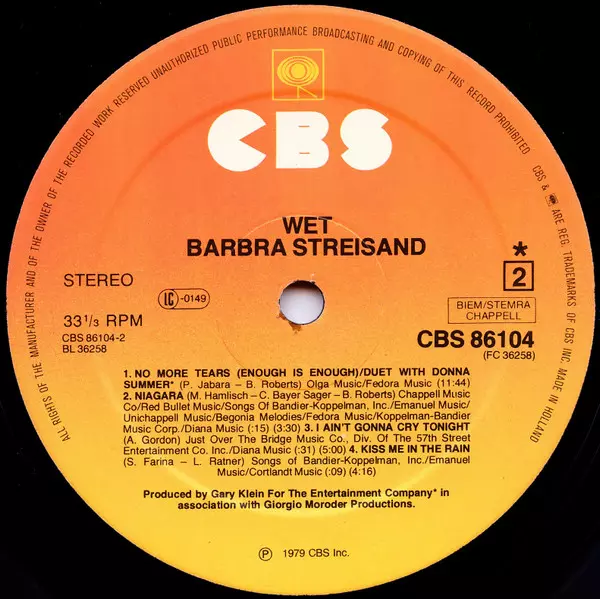 ALL RIGHTS OF THE MANUFACTURER AND OF THE OWNER OF THE RECORDED WORK RESERVED UNAUTHORIZED PUBLIC PERFORMANCE BROADCASTING AND COPYING OF THIS RECORD PROHIBITED
CBS & ARE REG. TRADEMARKS OF CBS INC. MADE IN HOLLAND
CBS
WET
BARBRA STREISAND
STEREO
LC-0149
*
2
33 1/3 RPM
BIEM/STEMRA
CHAPPELL
CBS 86104-2
BL 36258
CBS 86104
(FC 36258)
1. NO MORE TEARS (ENOUGH IS ENOUGH)/DUET WITH DONNA
SUMMER* (P. Jabara – B. Roberts) Olga Music/Fedora Music (11:44)
2. NIAGARA (M. Hamlisch – C. Bayer Sager – B. Roberts) Chappell Music
Co/Red Bullet Music/Songs Of Bandier-Koppelman, Inc./Emanuel Music/
Unichappell Music/Begonia Melodies/Fedora Music/Koppelman-Bandier
Music Corp./Diana Music (:15) (3:30) 3. I AIN'T GONNA CRY TONIGHT
(A. Gordon) Just Over The Bridge Music Co., Div. Of The 57th Street
Entertainment Co. Inc./Diana Music (:31) (5:00) 4. KISS ME IN THE RAIN
(S. Farina – L. Ratner) Songs of Bandier-Koppelman, Inc./Emanuel
Music/Cortlandt Music (:09) (4:16)
Produced by Gary Klein For The Entertainment Company* in
association with Giorgio Moroder Productions.
℗ 1979 CBS Inc.